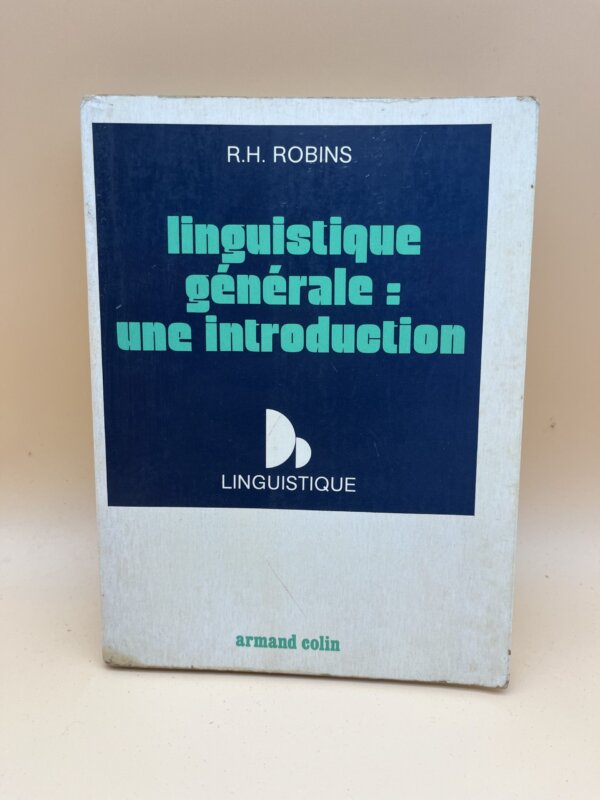 R.H. ROBINS
linguistique
générale :
une introduction
LINGUISTIQUE
armand colin